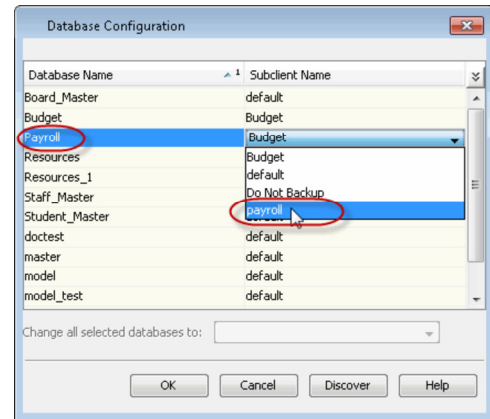 Database Configuration
Database Name 1 Subclient Name
Board_Master default
Budget Budget
Payroll Budget
Resources Budget
Resources_1 default
Staff_Master Do Not Backup
Student_Master payroll
doctest default
master default
model default
model_test default
Change all selected databases to:
OK Cancel Discover Help